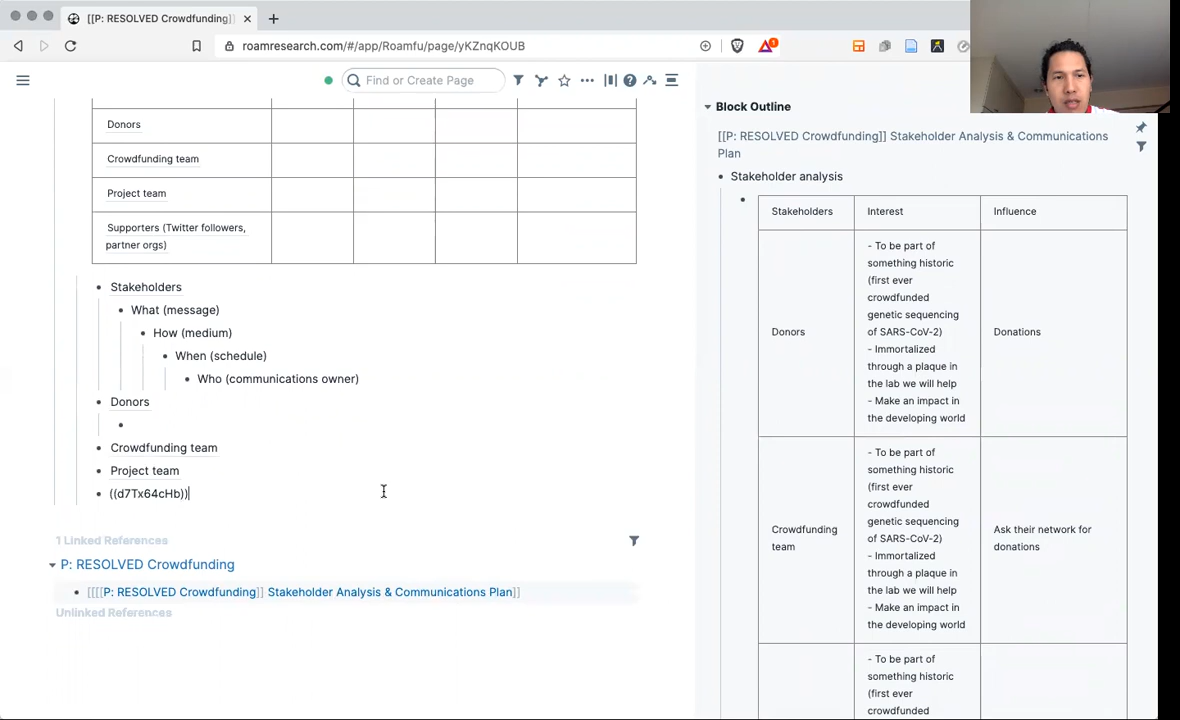 [[P: RESOLVED Crowdfunding]
roamresearch.com/#/app/Roamfu/page/yKZnqKOUB
1
Find or Create Page
Donors
Crowdfunding team
Project team
Supporters (Twitter followers,
partner orgs)
Stakeholders
What (message)
How (medium)
When (schedule)
Who (communications owner)
Donors
Crowdfunding team
Project team
((d7Tx64cHb))
1 Linked References
P: RESOLVED Crowdfunding
[[[[P: RESOLVED Crowdfunding]] Stakeholder Analysis & Communications Plan]]
Unlinked References
Block Outline
[[P: RESOLVED Crowdfunding]] Stakeholder Analysis & Communications
Plan
Stakeholder analysis
Stakeholders Interest Influence
- To be part of
something historic
(first ever
crowdfunded
genetic sequencing
of SARS-CoV-2)
- Immortalized
through a plaque in
the lab we will help
- Make an impact in
the developing world
Donors
Donations
- To be part of
something historic
(first ever
crowdfunded
genetic sequencing
of SARS-CoV-2)
- Immortalized
through a plaque in
the lab we will help
- Make an impact in
the developing world
Crowdfunding
team
Ask their network for
donations
- To be part of
something historic
(first ever
crowdfunded